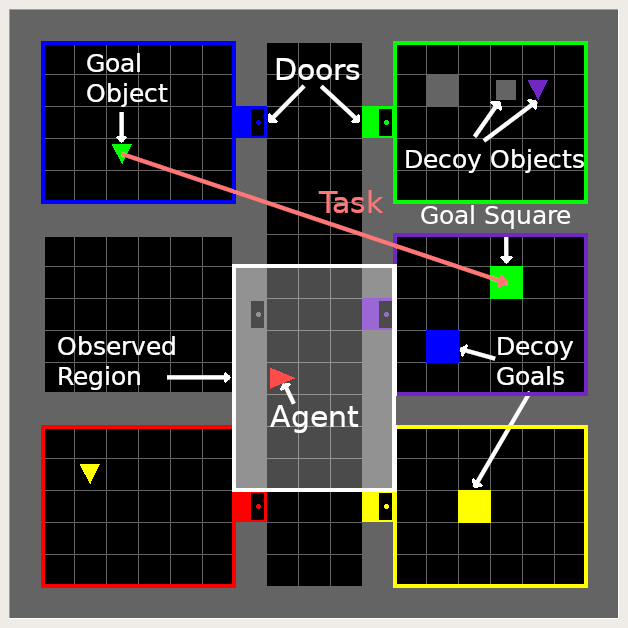 Goal
Object
Doors
Decoy Objects
Task
Goal Square
Observed
Region
Agent
Decoy
Goals